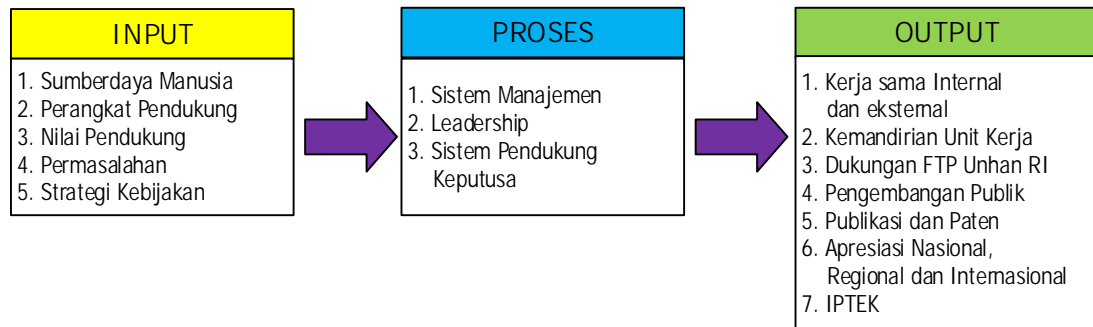 INPUT
1. Sumberdaya Manusia
2. Perangkat Pendukung
3. Nilai Pendukung
4. Permasalahan
5. Strategi Kebijakan
PROSES
1. Sistem Manajemen
2. Leadership
3. Sistem Pendukung
Keputusa
OUTPUT
1. Kerja sama Internal
dan eksternal
2. Kemandirian Unit Kerja
3. Dukungan FTP Unhan RI
4. Pengembangan Publik
5. Publikasi dan Paten
6. Apresiasi Nasional,
Regional dan Internasional
7. IPTEK